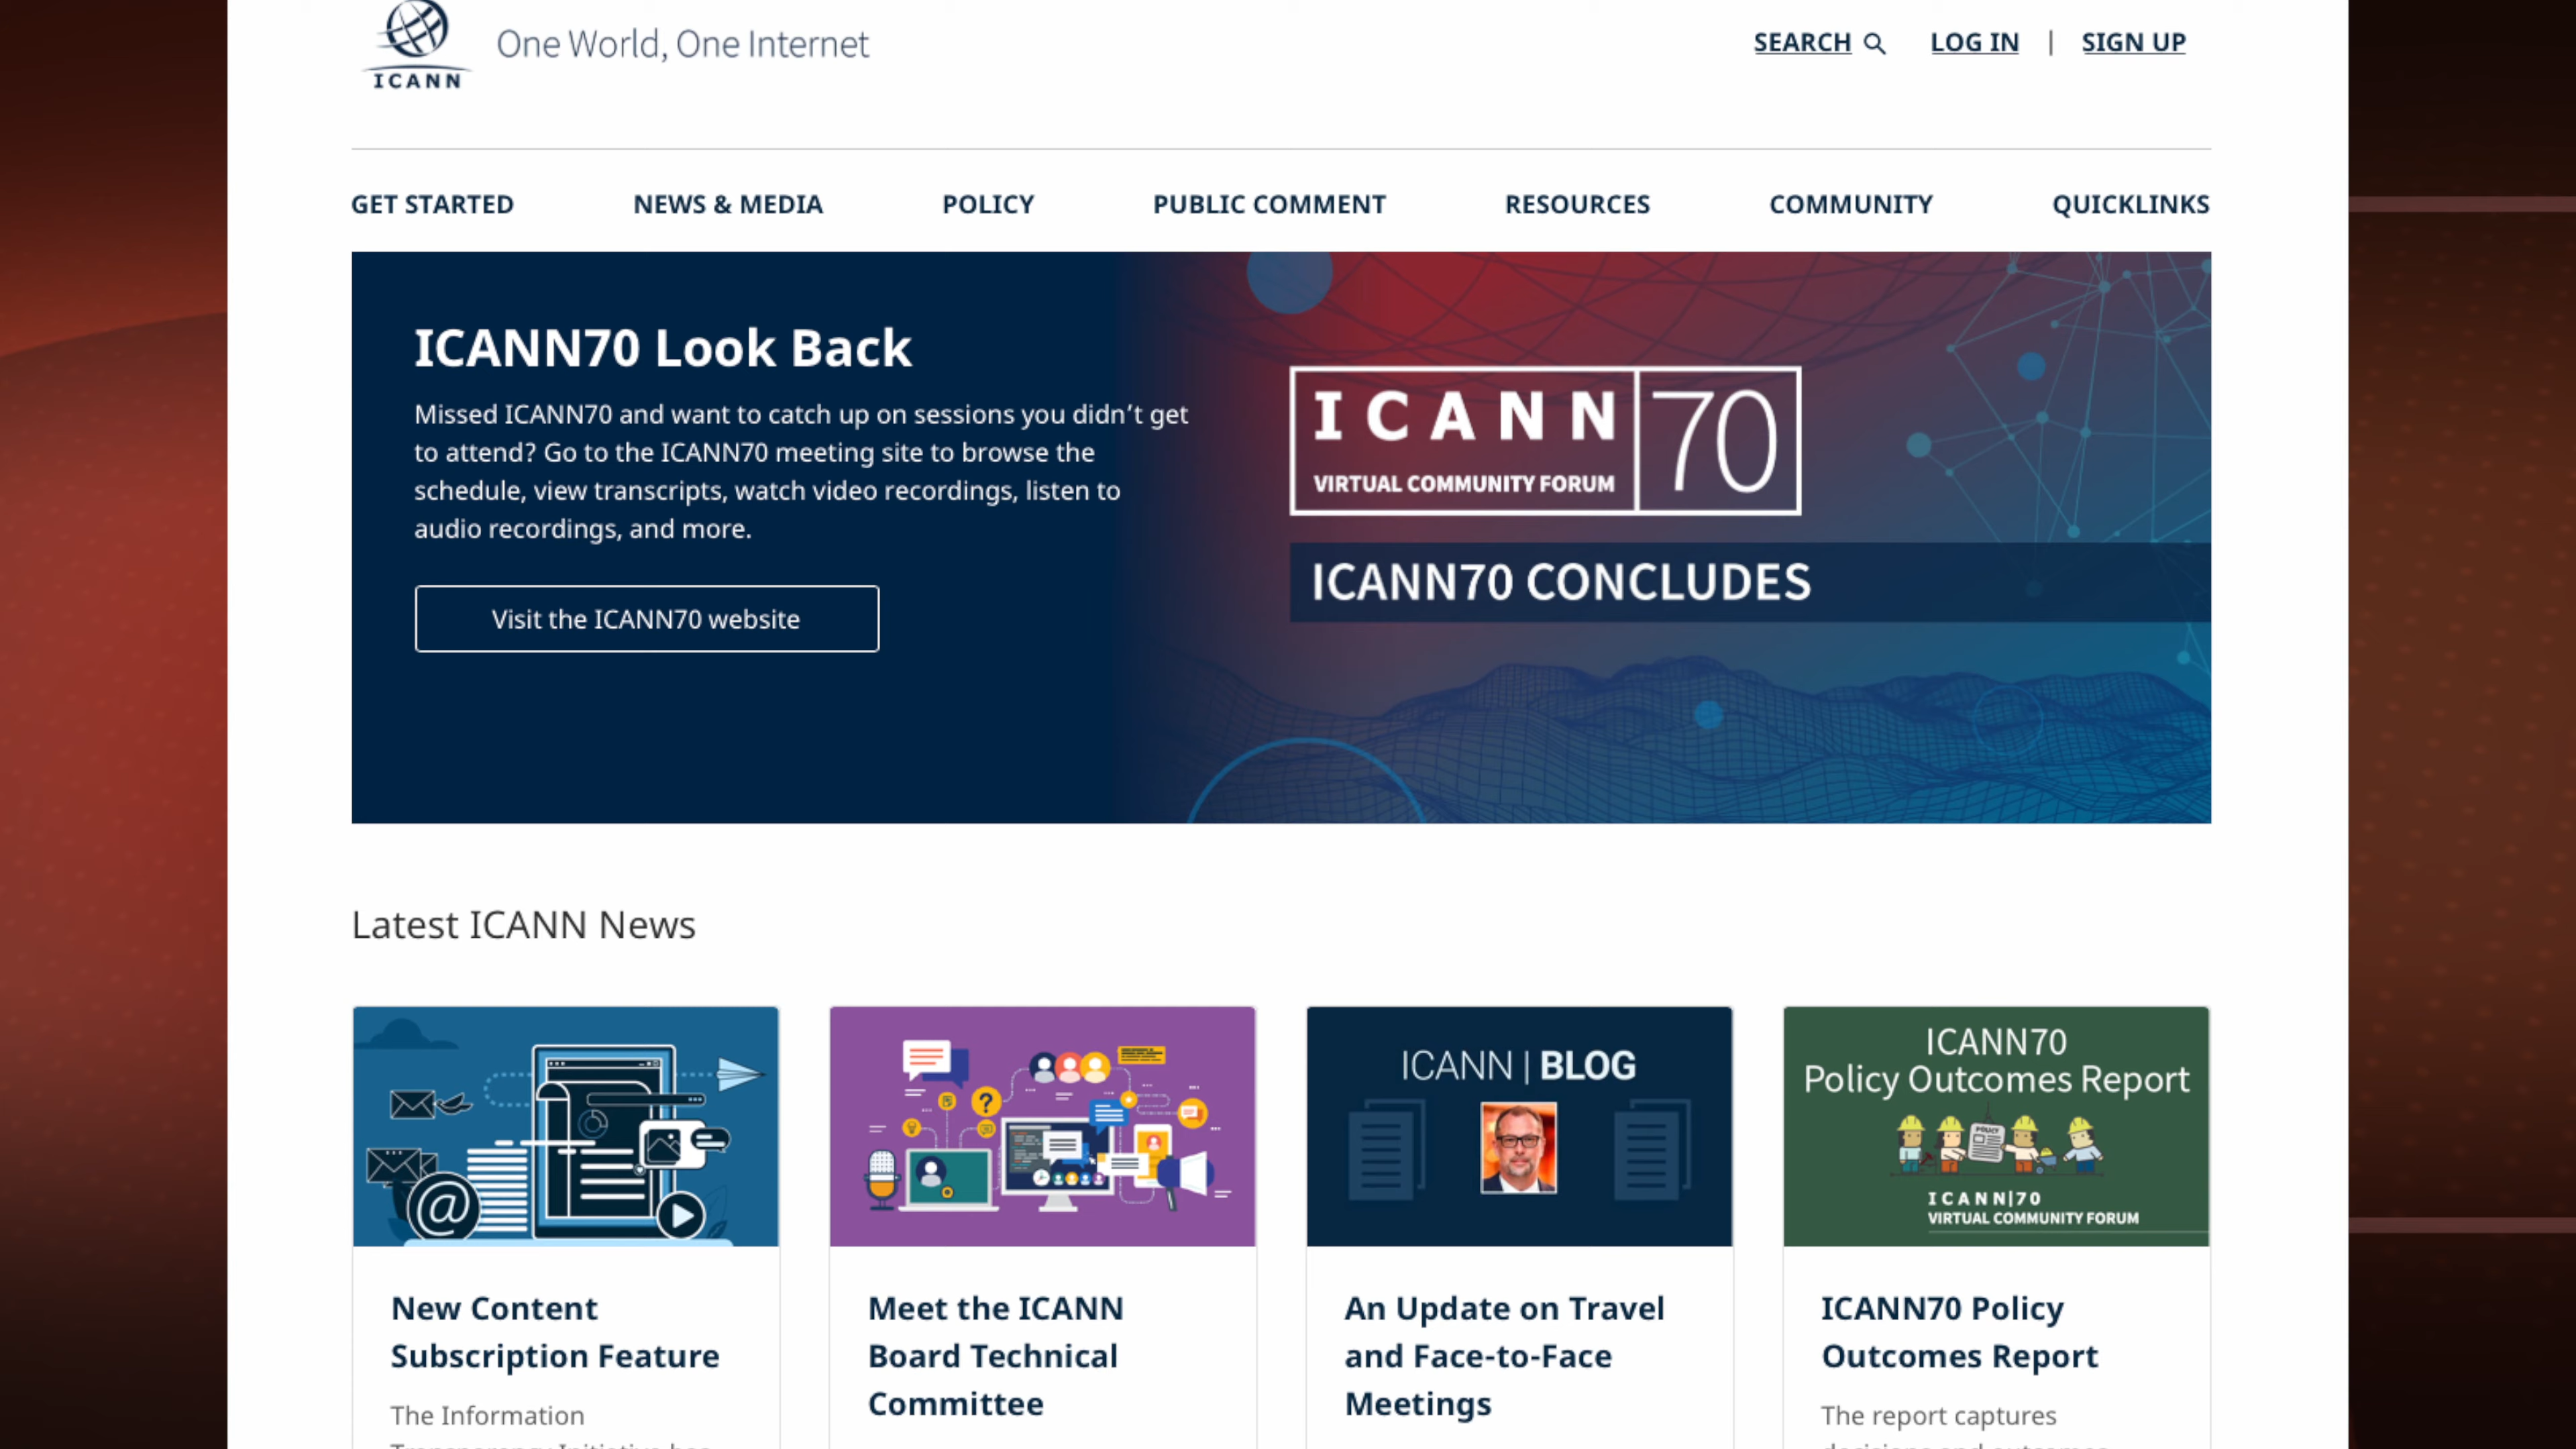 ICANN
One World, One Internet
SEARCH
LOG IN | SIGN UP
GET STARTED
NEWS & MEDIA
POLICY
PUBLIC COMMENT
RESOURCES
COMMUNITY
QUICKLINKS
ICANN70 Look Back
Missed ICANN70 and want to catch up on sessions you didn't get
to attend? Go to the ICANN70 meeting site to browse the
schedule, view transcripts, watch video recordings, listen to
audio recordings, and more.
Visit the ICANN70 website
ICANN 70
VIRTUAL COMMUNITY FORUM
ICANN70 CONCLUDES
Latest ICANN News
New Content
Subscription Feature
The Information
Meet the ICANN
Board Technical
Committee
ICANN | BLOG
An Update on Travel
and Face-to-Face
Meetings
ICANN70
Policy Outcomes Report
POLICY
ICANN|70
VIRTUAL COMMUNITY FORUM
ICANN70 Policy
Outcomes Report
The report captures